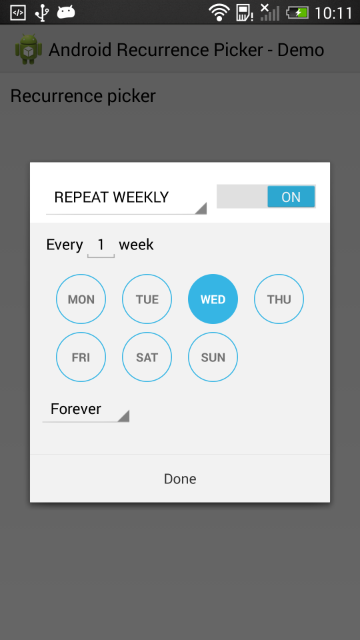 10:11
Android Recurrence Picker - Demo
Recurrence picker
REPEAT WEEKLY ON
Every 1 week
MON TUE WED THU
FRI SAT SUN
Forever
Done